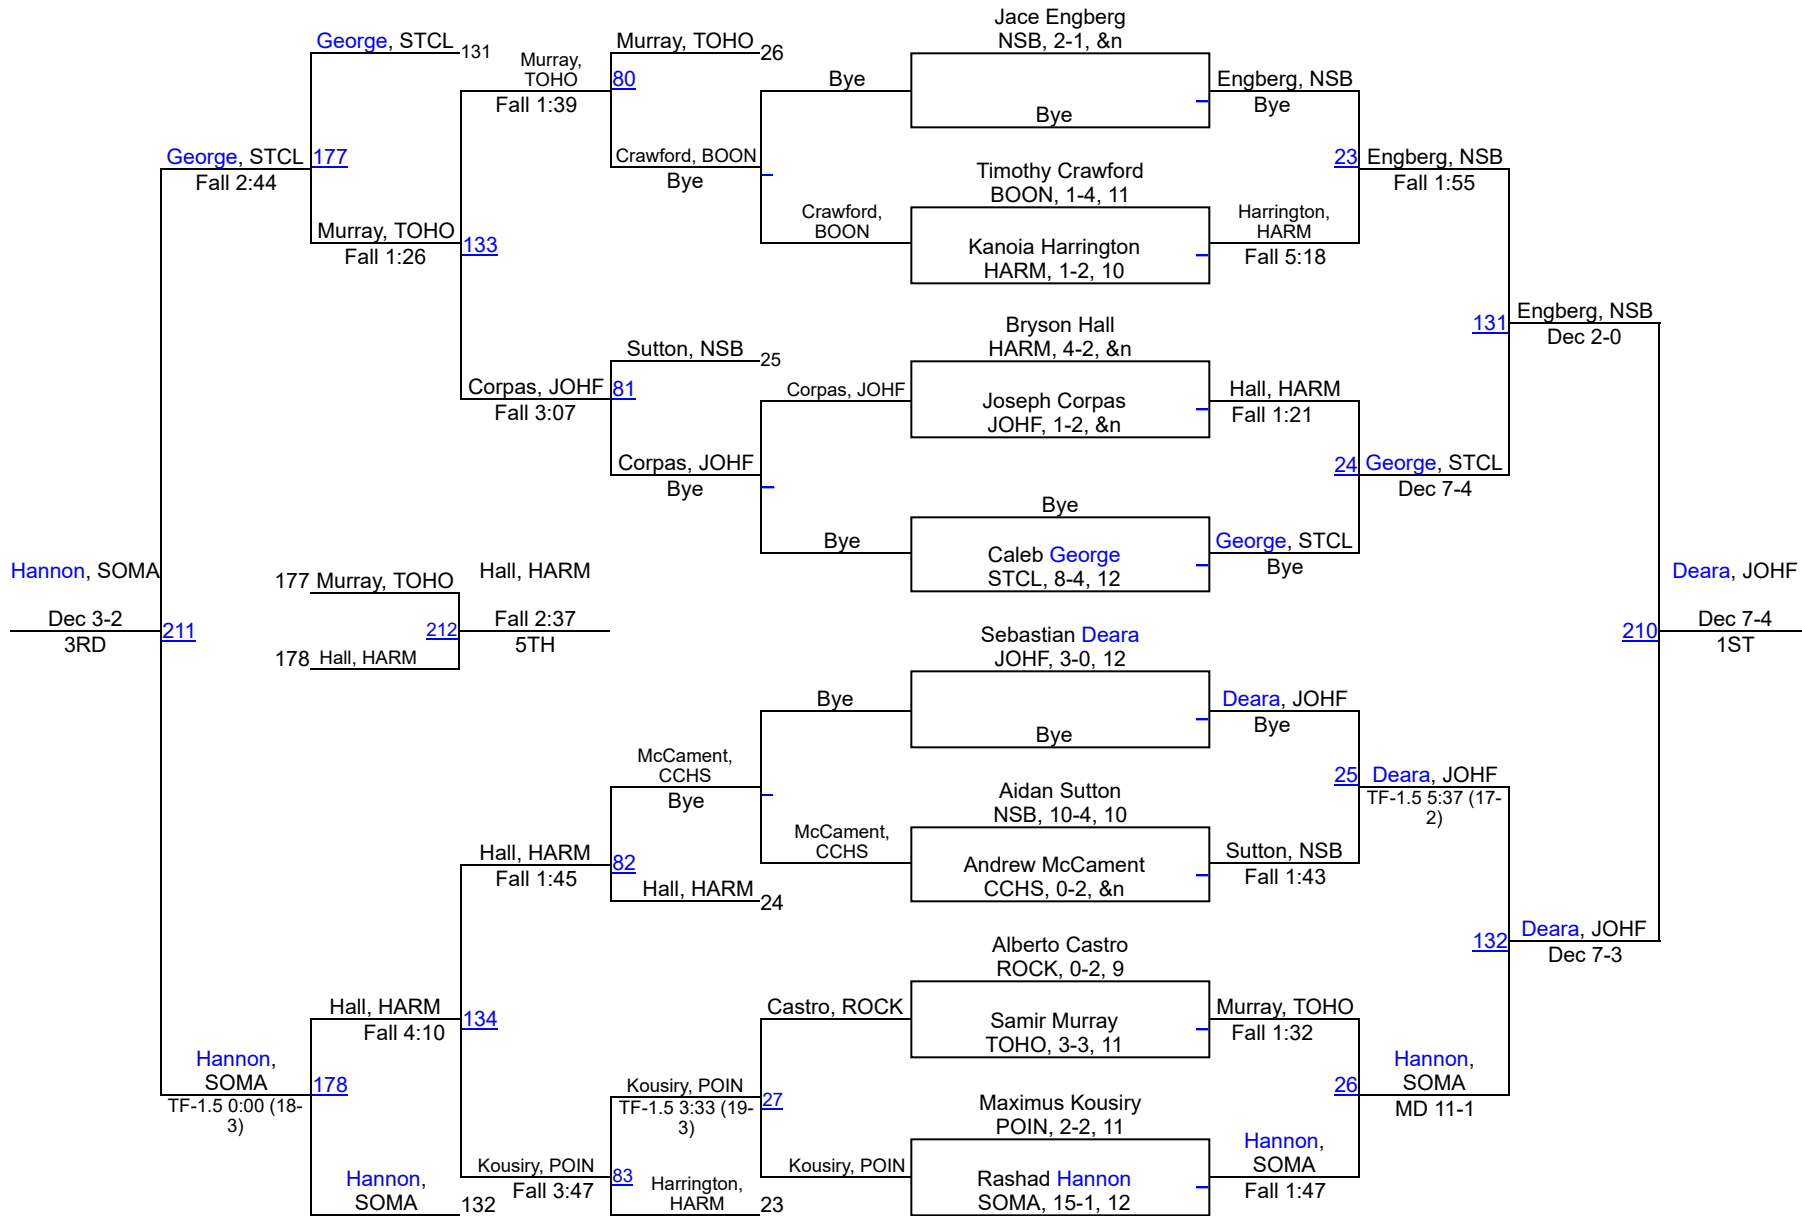 Jace Engberg
NSB, 2-1, &n
Bye
Timothy Crawford
BOON, 1-4, 11
Kanoia Harrington
HARM, 1-2, 10
Bryson Hall
HARM, 4-2, &n
Joseph Corpas
JOHF, 1-2, &n
Bye
Caleb George
STCL, 8-4, 12
Sebastian Deara
JOHF, 3-0, 12
Bye
Aidan Sutton
NSB, 10-4, 10
Andrew McCament
CCHS, 0-2, &n
Alberto Castro
ROCK, 0-2, 9
Samir Murray
TOHO, 3-3, 11
Maximus Kousiry
POIN, 2-2, 11
Rashad Hannon
SOMA, 15-1, 12
Engberg, NSB
Bye
Harrington,
HARM
Fall 5:18
Hall, HARM
Fall 1:21
George, STCL
Bye
Deara, JOHF
Bye
Sutton, NSB
Fall 1:43
Murray, TOHO
Fall 1:32
Hannon,
SOMA
Fall 1:47
23
Engberg, NSB
Fall 1:55
24
George, STCL
Dec 7-4
25
Deara, JOHF
TF-1.5 5:37 (17-
2)
26
Hannon,
SOMA
MD 11-1
131
Engberg, NSB
Dec 2-0
132
Deara, JOHF
Dec 7-3
210
Deara, JOHF
Dec 7-4
1ST
Bye
Crawford,
BOON
Corpas, JOHF
Bye
Bye
McCament,
CCHS
Castro, ROCK
Kousiry, POIN
Murray, TOHO
26
Crawford, BOON
Bye
Sutton, NSB
25
Corpas, JOHF
Bye
McCament,
CCHS
Bye
Hall, HARM
24
Kousiry, POIN
TF-1.5 3:33 (19-
3)
27
Harrington,
HARM
23
Murray,
TOHO
Fall 1:39
80
Corpas, JOHF
Fall 3:07
81
Hall, HARM
Fall 1:45
82
Kousiry, POIN
Fall 3:47
83
George, STCL
131
Murray, TOHO
Fall 1:26
133
Hall, HARM
Fall 4:10
134
Hannon,
SOMA
132
George, STCL
Fall 2:44
177
Hannon,
SOMA
TF-1.5 0:00 (18-
3)
178
Hannon, SOMA
Dec 3-2
3RD
211
177 Murray, TOHO
178 Hall, HARM
212
Hall, HARM
Fall 2:37
5TH